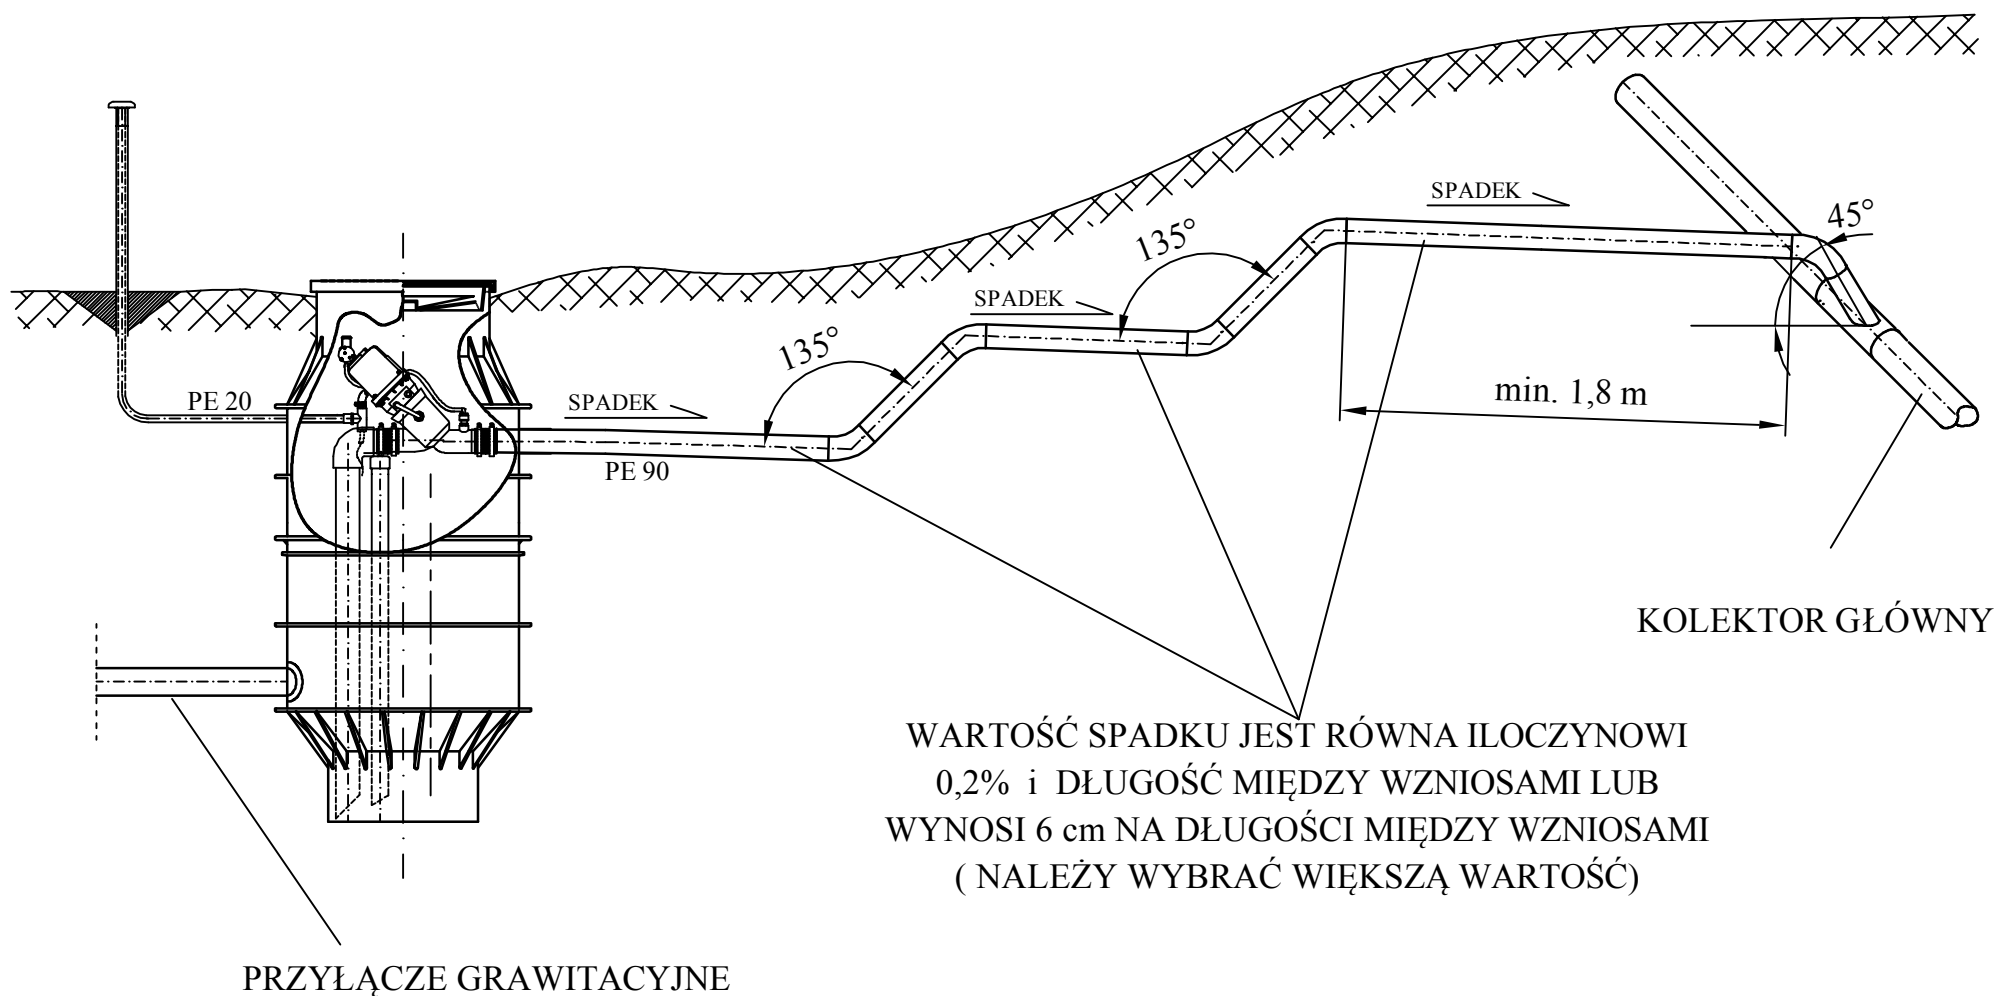 SPADEK
45°
135°
SPADEK
135°
min. 1,8 m
PE 20
SPADEK
PE 90
KOLEKTOR GŁÓWNY
WARTOŚĆ SPADKU JEST RÓWNA ILOCZYNOWI
0,2% i DŁUGOŚĆ MIĘDZY WZNIOSAMI LUB
WYNOSI 6 cm NA DŁUGOŚCI MIĘDZY WZNIOSAMI
( NALEŻY WYBRAĆ WIĘKSZĄ WARTOŚĆ)
PRZYŁĄCZE GRAWITACYJNE